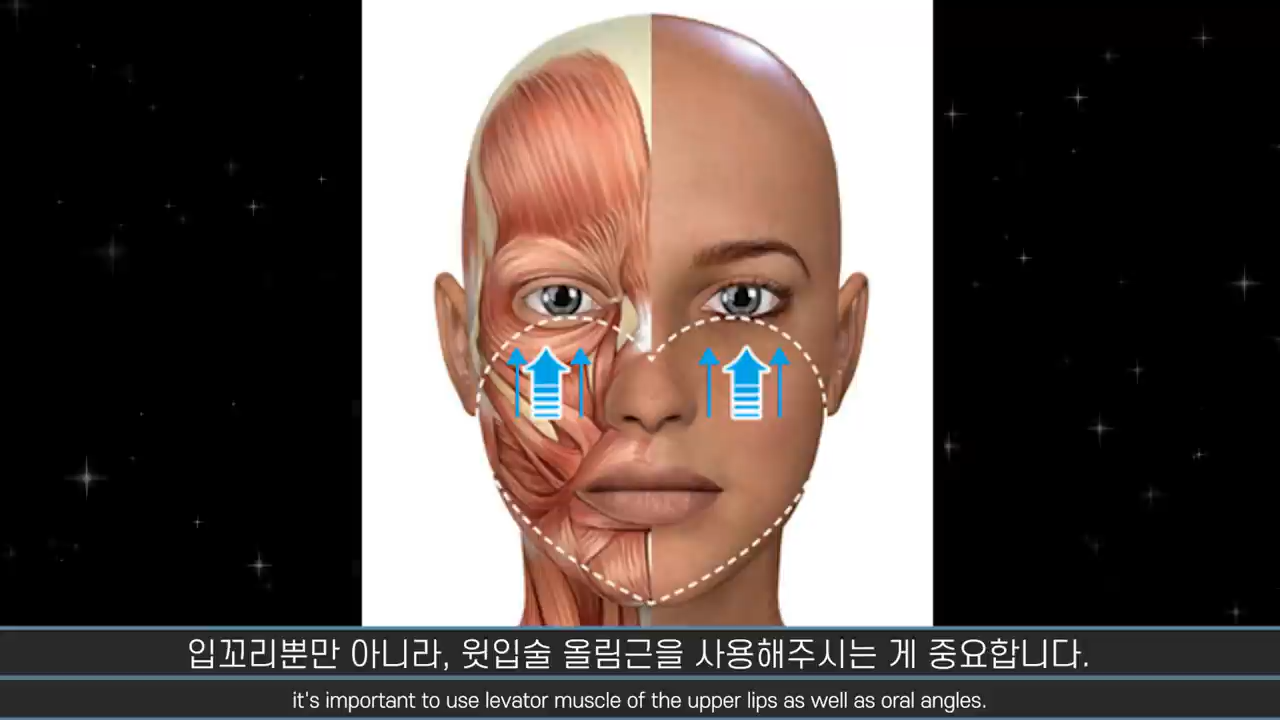 입꼬리뿐만 아니라, 윗입술 올림근을 사용해주시는 게 중요합니다.
it's important to use levator muscle of the upper lips as well as oral angles.